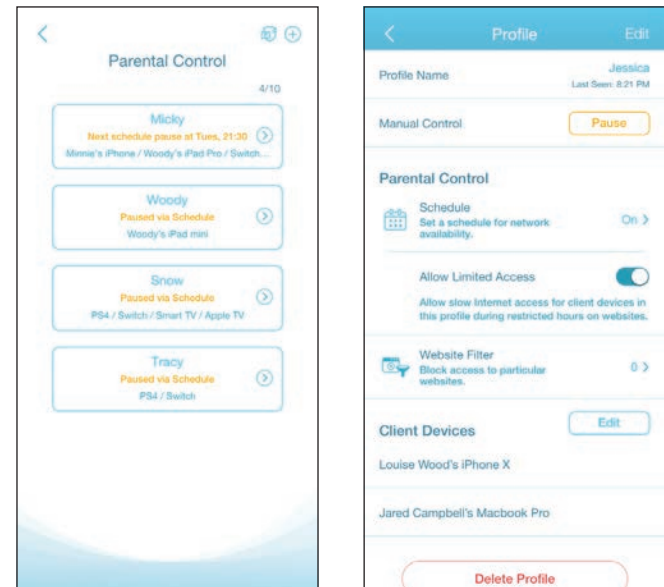 Parental Control
4/10
Micky
Next schedule pause at Tues, 21:30
Minnie's iPhone / Woody's iPad Pro / Switch...
Woody
Paused via Schedule
Woody's iPad mini
Snow
Paused via Schedule
PS4 / Switch / Smart TV / Apple TV
Tracy
Paused via Schedule
PS4 / Switch
Profile
Edit
Profile Name
Jessica
Last Seen: 8:21 PM
Manual Control
Pause
Parental Control
Schedule
Set a schedule for network
availability.
On
Allow Limited Access
Allow slow Internet access for client devices in
this profile during restricted hours on websites.
Website Filter
Block access to particular
websites.
0
Client Devices
Edit
Louise Wood's iPhone X
Jared Campbell's Macbook Pro
Delete Profile